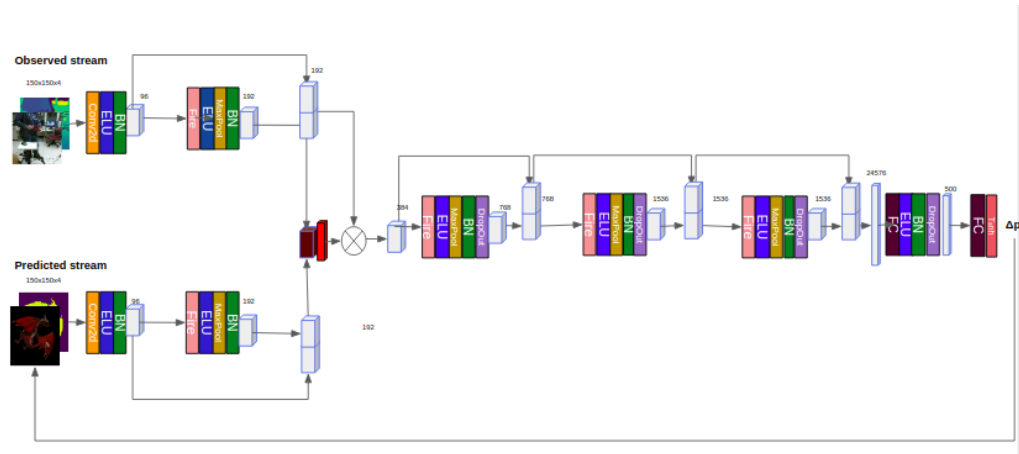 Observed stream
150x150x4
Conv2d
ELU
BN
96
Fire
ELU
MaxPool
BN
192
192
Predicted stream
150x150x4
Conv2d
ELU
BN
96
Fire
ELU
MaxPool
BN
192
192
384
Fire
ELU
MaxPool
BN
DropOut
768
768
Fire
ELU
MaxPool
BN
DropOut
1536
1536
Fire
ELU
MaxPool
BN
DropOut
1536
24576
FC
ELU
BN
DropOut
500
FC
TanH
Δp